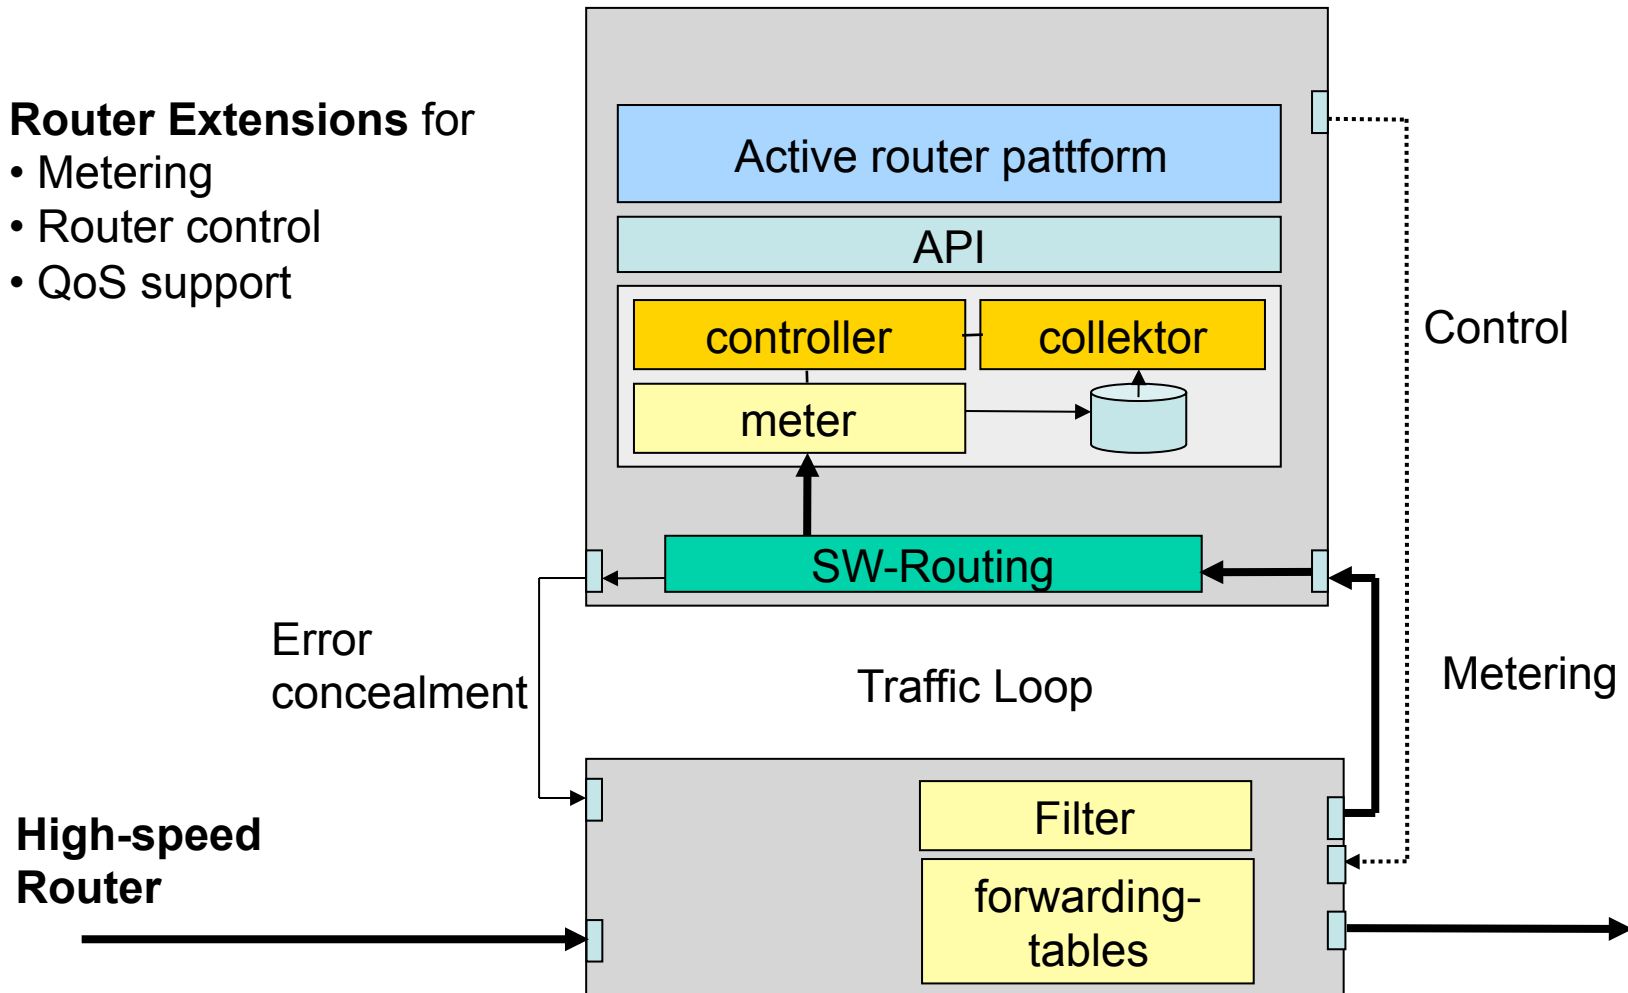 Router Extensions for
• Metering
• Router control
• QoS support
Active router pattform
API
controller
collektor
meter
SW-Routing
Control
Error
concealment
Traffic Loop
Metering
High-speed
Router
Filter
forwarding-
tables